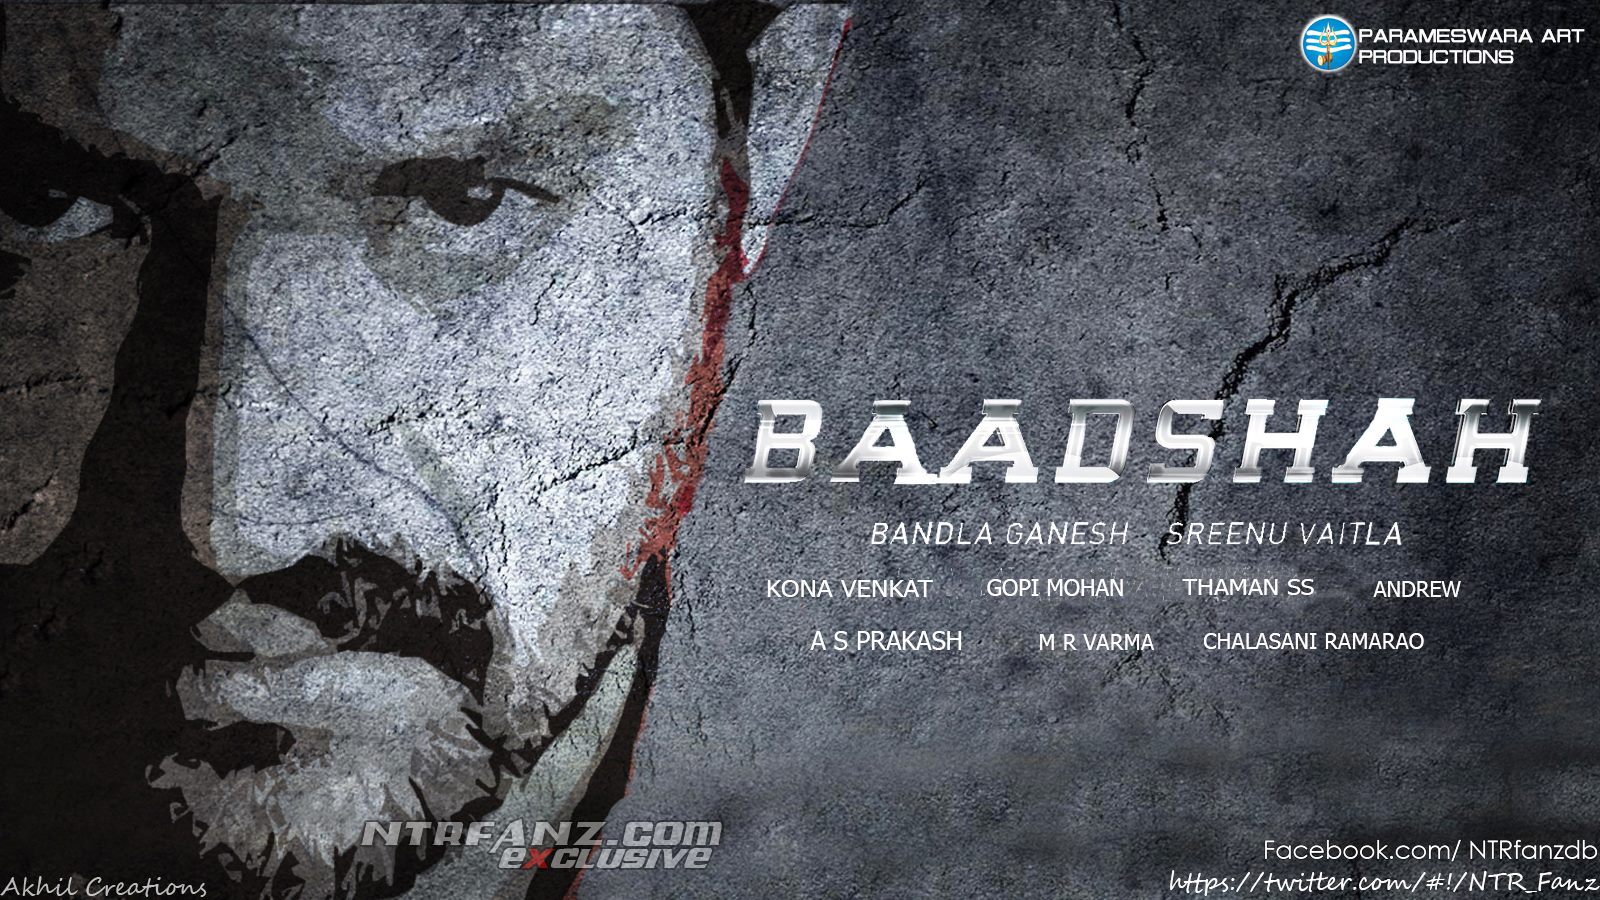 PARAMESWARA ART
PRODUCTIONS
BAADSHAH
BANDLA GANESH SREENU VAITLA
KONA VENKAT GOPI MOHAN THAMAN SS ANDREW
A S PRAKASH M R VARMA CHALASANI RAMARAO
NTRFANZ.COM
EXCLUSIVE
Facebook.com/ NTRfanzdb
Akhil Creations
https://twitter.com/#!/NTR_Fanz